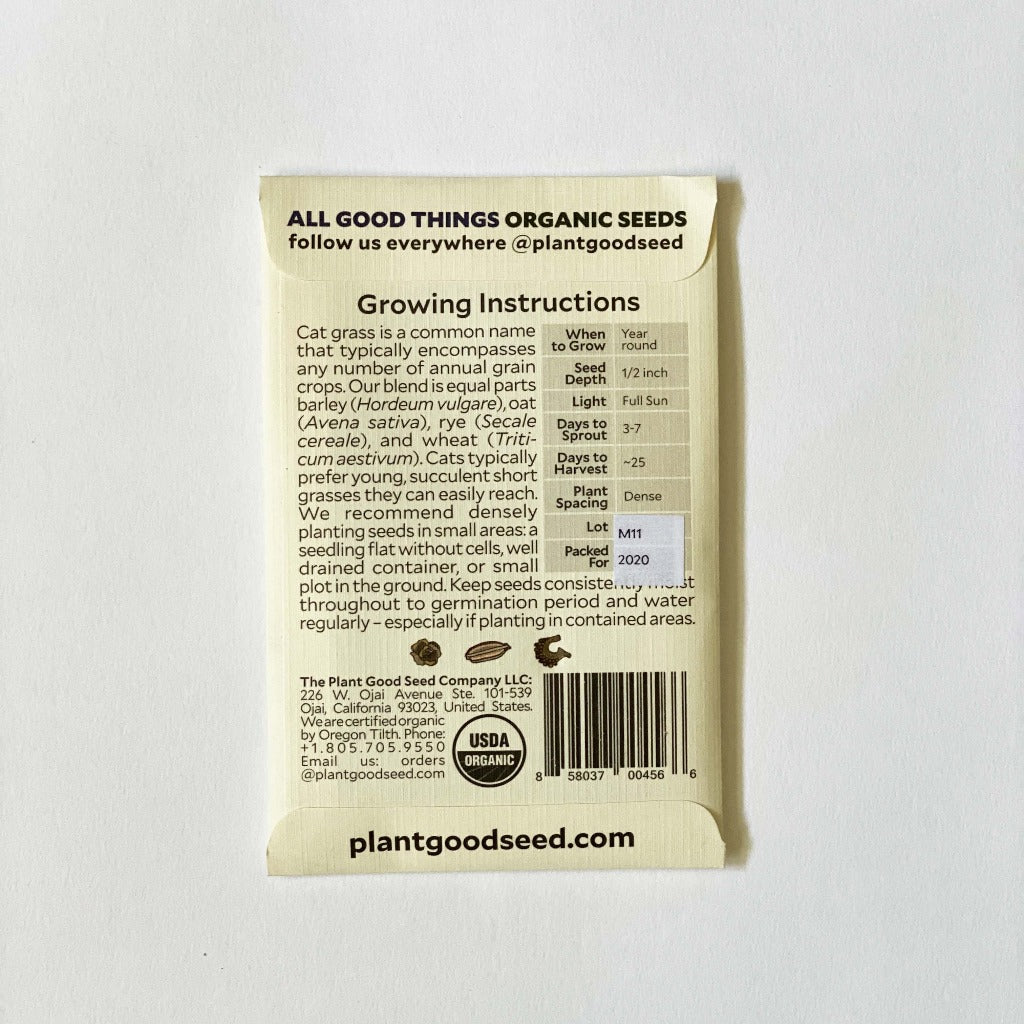 ALL GOOD THINGS ORGANIC SEEDS
follow us everywhere @plantgoodseed
Growing Instructions
Cat grass is a common name
that typically encompasses
any number of annual grain
crops. Our blend is equal parts
barley (Hordeum vulgare), oat
(Avena sativa), rye (Secale
cereale), and wheat (Triti-
cum aestivum). Cats typically
prefer young, succulent short
grasses they can easily reach.
We recommend densely
planting seeds in small areas: a
seedling flat without cells, well
drained container, or small
plot in the ground. Keep seeds consistently moist
throughout to germination period and water
regularly – especially if planting in contained areas.
When to Grow Year round
Seed Depth 1/2 inch
Light Full Sun
Days to Sprout 3-7
Days to Harvest ~25
Plant Spacing Dense
Lot M11
Packed For 2020
The Plant Good Seed Company LLC:
226 W. Ojai Avenue Ste. 101-539
Ojai, California 93023, United States.
We are certified organic
by Oregon Tilth. Phone:
+1.805.705.9550
Email us: orders
@plantgoodseed.com
USDA
ORGANIC
8 58037 00456 6
plantgoodseed.com